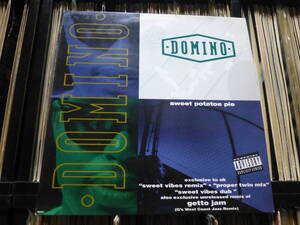 ·DOMINO·
·DOMINO·
sweet potatoe pie
exclusive to uk
"sweet vibes remix" - "proper twin mix"
"sweet vibes dub"
also exclusive unreleased remix of
getto jam
(G's West Coast Jazz Remix)
PARENTAL
ADVISORY
EXPLICIT LYRICS